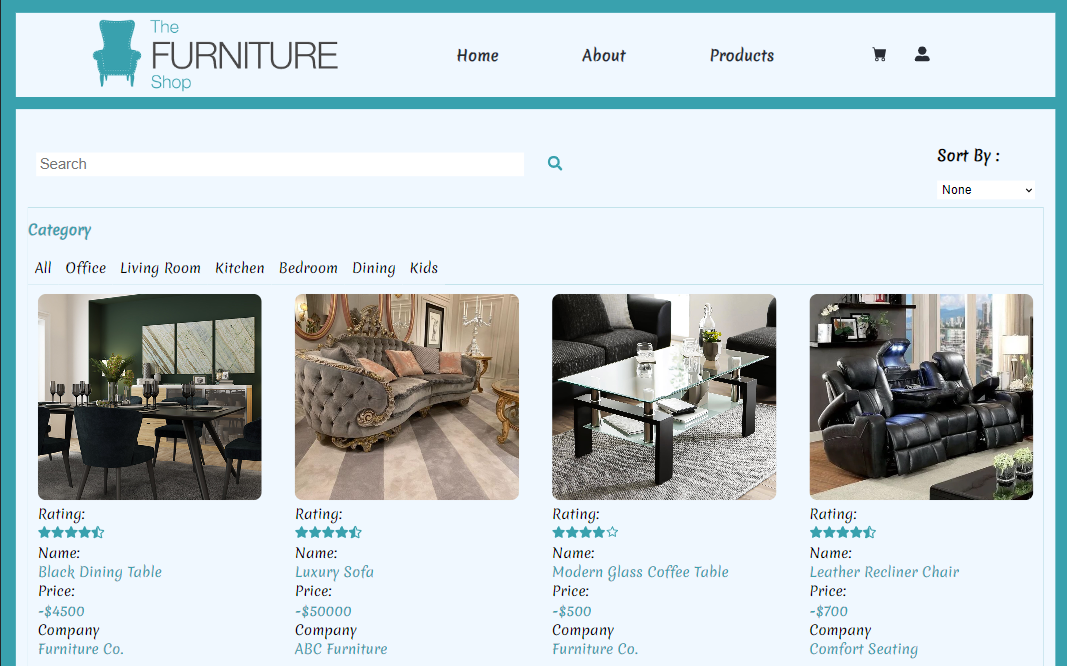 The
FURNITURE
Shop
Home About Products
Search
Sort By :
None
Category
All Office Living Room Kitchen Bedroom Dining Kids
Rating: Rating: Rating: Rating:
Name: Name: Name: Name:
Black Dining Table Luxury Sofa Modern Glass Coffee Table Leather Recliner Chair
Price: Price: Price: Price:
-$4500 -$50000 -$500 -$700
Company Company Company Company
Furniture Co. ABC Furniture Furniture Co. Comfort Seating